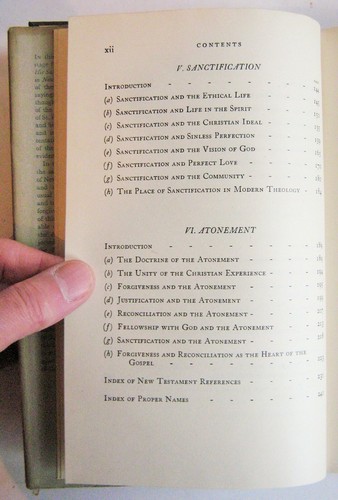 xii CONTENTS
V. SANCTIFICATION
INTRODUCTION - - - - - - -
(a) SANCTIFICATION AND THE ETHICAL LIFE - - -
(b) SANCTIFICATION AND LIFE IN THE SPIRIT - - -
(c) SANCTIFICATION AND THE CHRISTIAN IDEAL - -
(d) SANCTIFICATION AND SINLESS PERFECTION - -
(e) SANCTIFICATION AND THE VISION OF GOD - -
(f) SANCTIFICATION AND PERFECT LOVE - - -
(g) SANCTIFICATION AND THE COMMUNITY - - -
(h) THE PLACE OF SANCTIFICATION IN MODERN THEOLOGY - 184
VI. ATONEMENT
INTRODUCTION - - - - - - -
(a) THE DOCTRINE OF THE ATONEMENT - - -
(b) THE UNITY OF THE CHRISTIAN EXPERIENCE - -
(c) FORGIVENESS AND THE ATONEMENT - - -
(d) JUSTIFICATION AND THE ATONEMENT - - -
(e) RECONCILIATION AND THE ATONEMENT - - -
(f) FELLOWSHIP WITH GOD AND THE ATONEMENT -
(g) SANCTIFICATION AND THE ATONEMENT - - -
(h) FORGIVENESS AND RECONCILIATION AS THE HEART OF THE
GOSPEL - - - - - - -
INDEX OF NEW TESTAMENT REFERENCES - - - -
INDEX OF PROPER NAMES - - - - - -